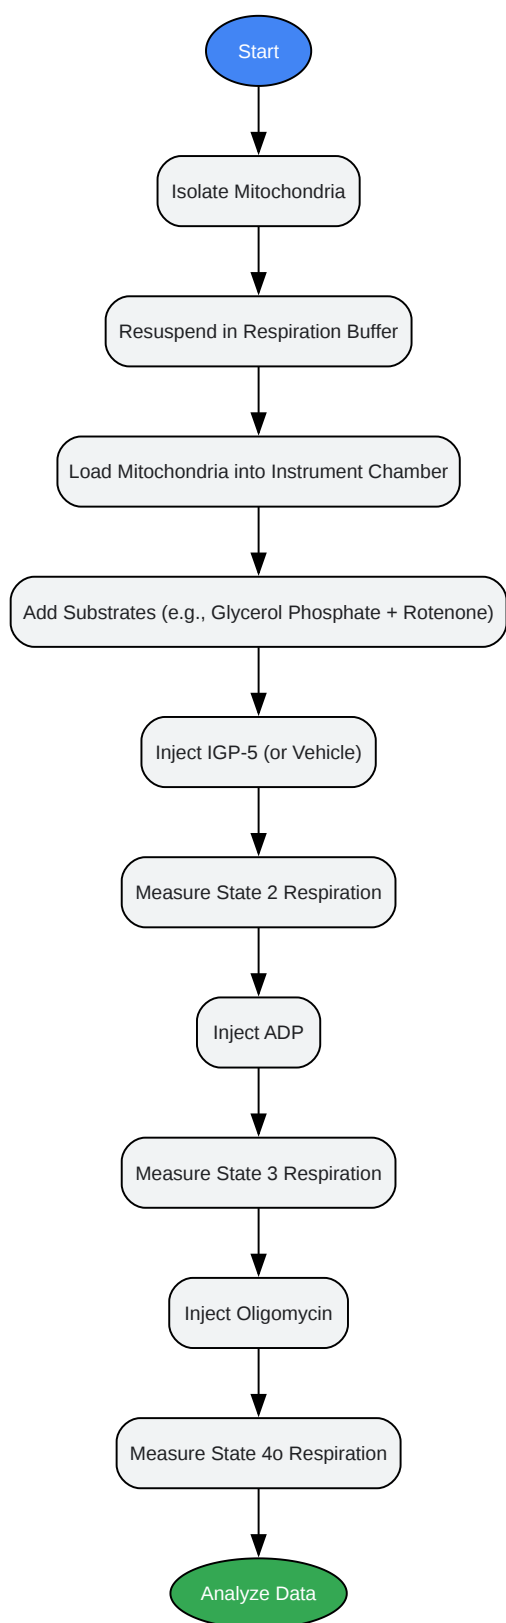 Start
Isolate Mitochondria
Resuspend in Respiration Buffer
Load Mitochondria into Instrument Chamber
Add Substrates (e.g., Glycerol Phosphate + Rotenone)
Inject IGP-5 (or Vehicle)
Measure State 2 Respiration
Inject ADP
Measure State 3 Respiration
Inject Oligomycin
Measure State 4o Respiration
Analyze Data